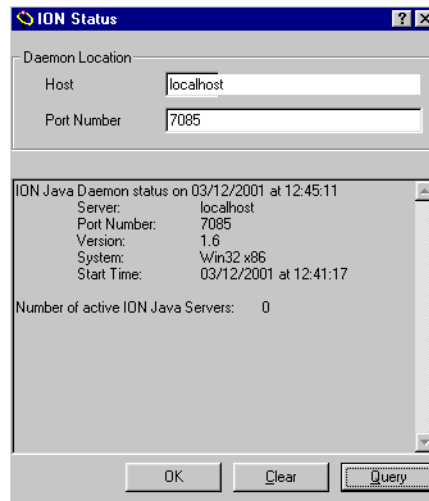 ION Status
Daemon Location
Host localhost
Port Number 7085
ION Java Daemon status on 03/12/2001 at 12:45:11
Server: localhost
Port Number: 7085
Version: 1.6
System: Win32 x86
Start Time: 03/12/2001 at 12:41:17
Number of active ION Java Servers: 0
OK Clear Query